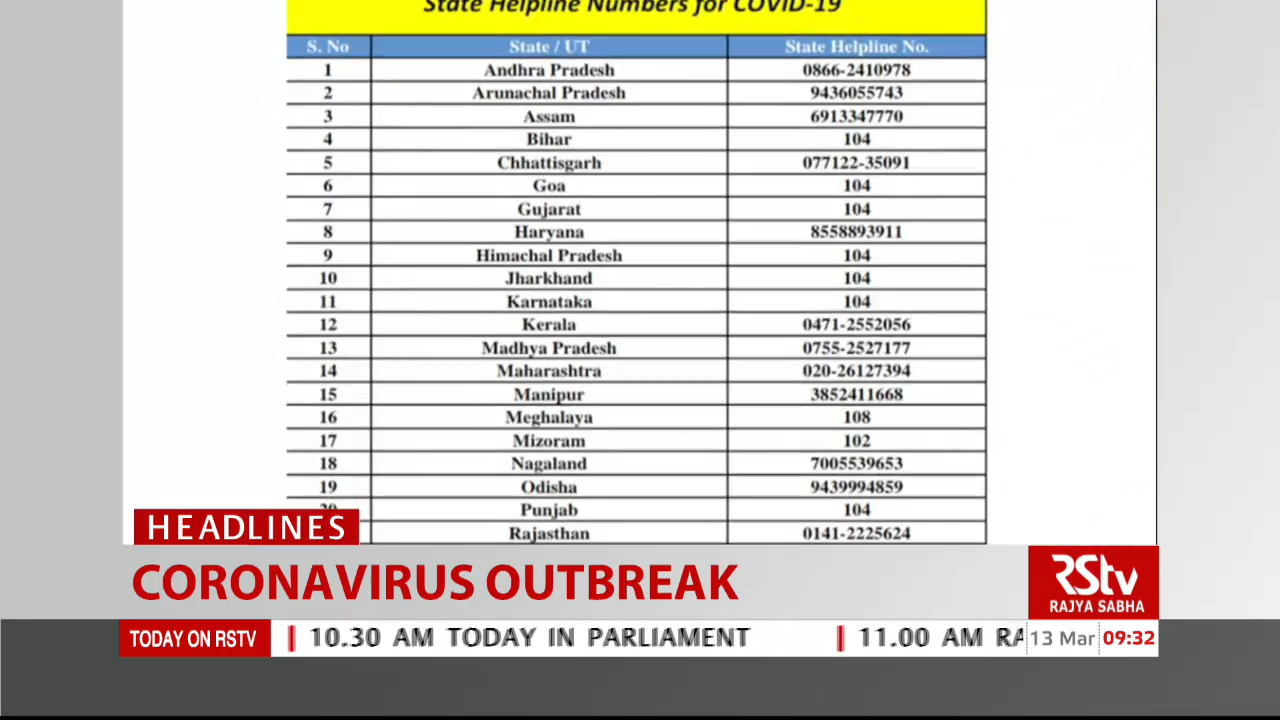 State Helpline Numbers for COVID-19
S. No State / UT State Helpline No.
1 Andhra Pradesh 0866-2410978
2 Arunachal Pradesh 9436055743
3 Assam 6913347770
4 Bihar 104
5 Chhattisgarh 077122-35091
6 Goa 104
7 Gujarat 104
8 Haryana 8558893911
9 Himachal Pradesh 104
10 Jharkhand 104
11 Karnataka 104
12 Kerala 0471-2552056
13 Madhya Pradesh 0755-2527177
14 Maharashtra 020-26127394
15 Manipur 3852411668
16 Meghalaya 108
17 Mizoram 102
18 Nagaland 7005539653
19 Odisha 9439994859
20 Punjab 104
Rajasthan 0141-2225624
HEADLINES
CORONAVIRUS OUTBREAK
RStv
RAJYA SABHA
TODAY ON RSTV 10.30 AM TODAY IN PARLIAMENT 11.00 AM RA 13 Mar 09:32